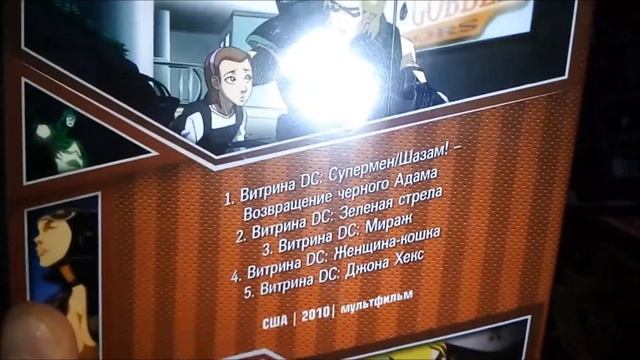 1. Витрина DC: Супермен/Шазам! –
Возвращение черного Адама
2. Витрина DC: Зеленая стрела
3. Витрина DC: Мираж
4. Витрина DC: Женщина-кошка
5. Витрина DC: Джона Хекс
США | 2010| мультфильм